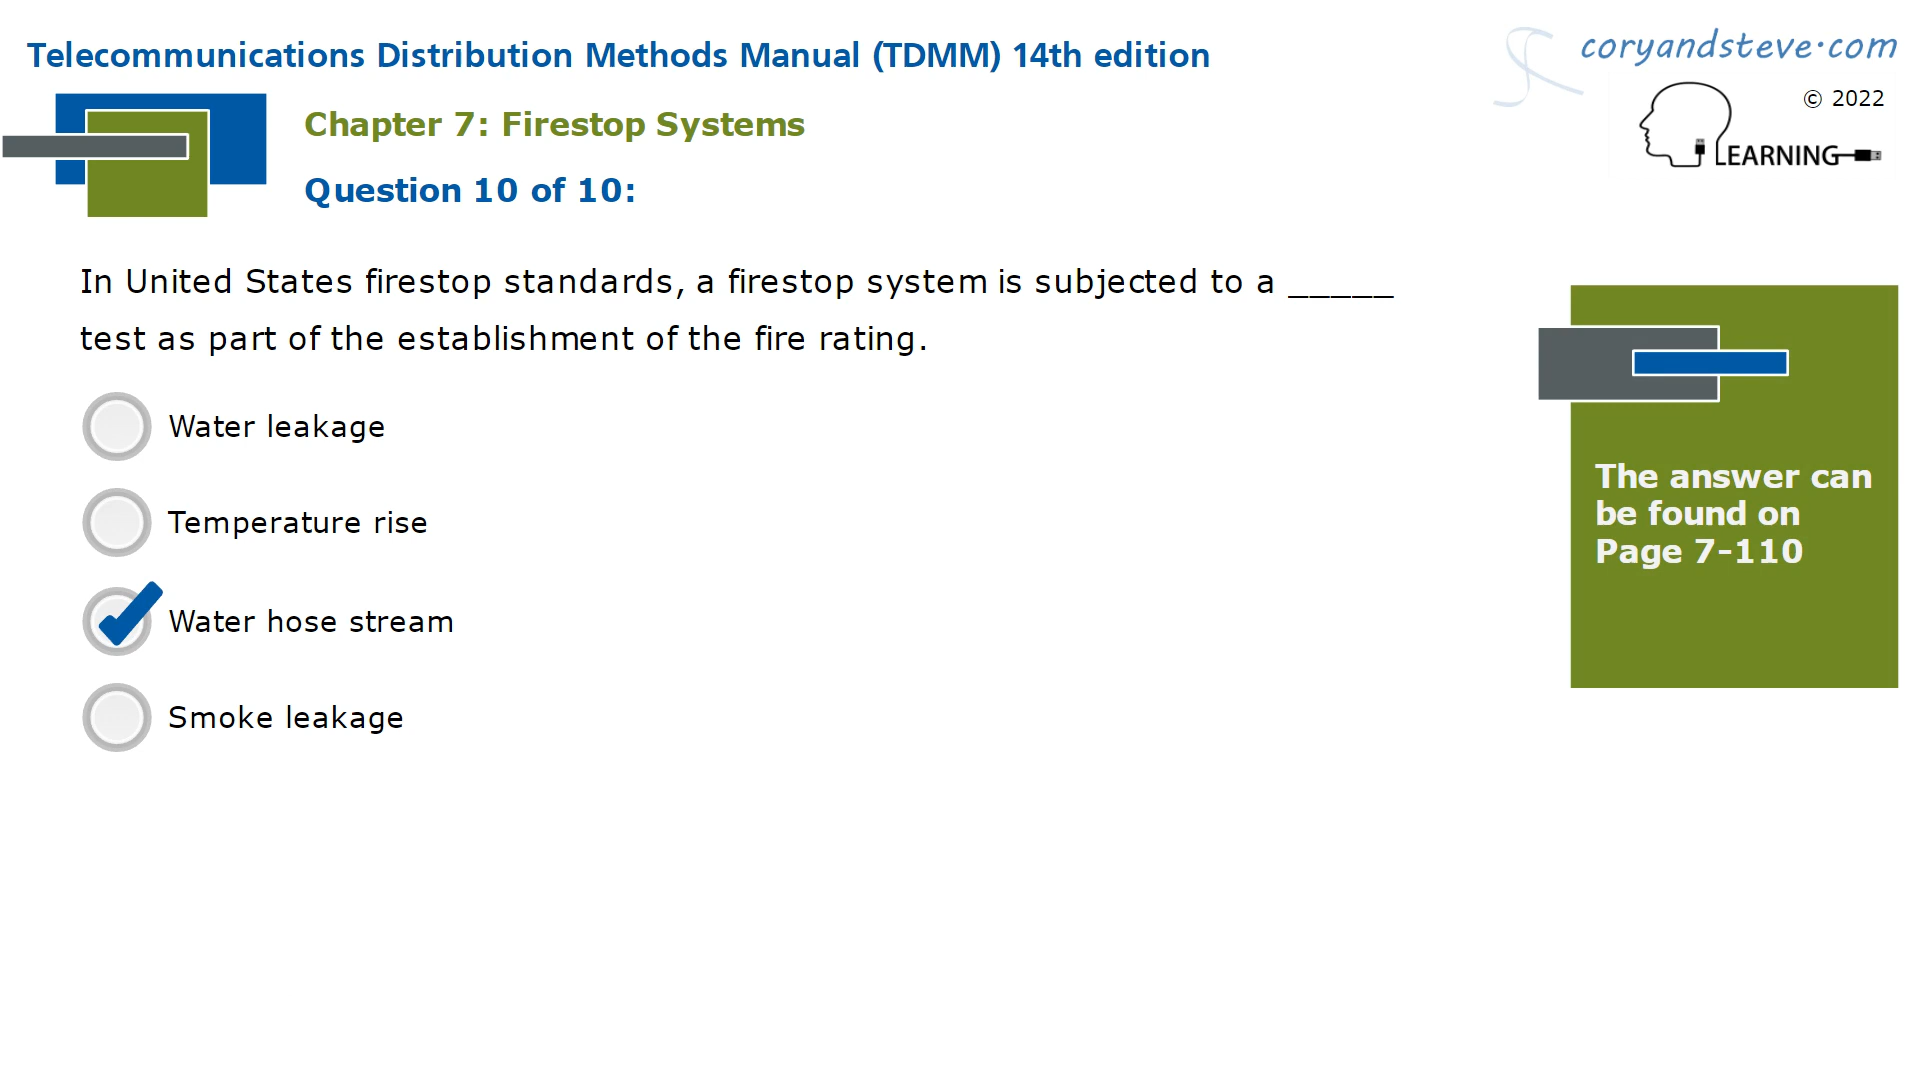 Telecommunications Distribution Methods Manual (TDMM) 14th edition
coryandsteve.com
© 2022
LEARNING
Chapter 7: Firestop Systems
Question 10 of 10:
In United States firestop standards, a firestop system is subjected to a _____
test as part of the establishment of the fire rating.
Water leakage
Temperature rise
Water hose stream
Smoke leakage
The answer can
be found on
Page 7-110